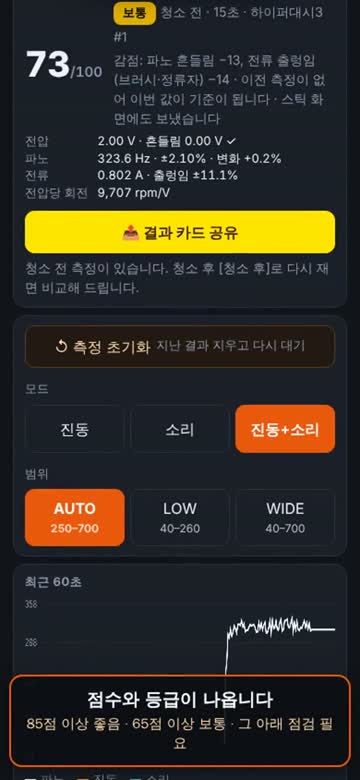 보통 청소 전 · 15초 · 하이퍼대시3
#1
73/100
감점: 파노 흔들림 −13, 전류 출렁임
(브러시·정류자) −14 · 이전 측정이 없
어 이번 값이 기준이 됩니다 · 스틱 화
면에도 보냈습니다
전압 2.00 V · 흔들림 0.00 V ✓
파노 323.6 Hz · ±2.10% · 변화 +0.2%
전류 0.802 A · 출렁임 ±11.1%
전압당 회전 9,707 rpm/V
📤 결과 카드 공유
청소 전 측정이 있습니다. 청소 후 [청소 후]로 다시 재
면 비교해 드립니다.
↺ 측정 초기화 지난 결과 지우고 다시 대기
모드
진동 소리 진동+소리
범위
AUTO LOW WIDE
250–700 40–260 40–700
최근 60초
358
288
점수와 등급이 나옵니다
85점 이상 좋음 · 65점 이상 보통 · 그 아래 점검 필
요
파노 진동 소리